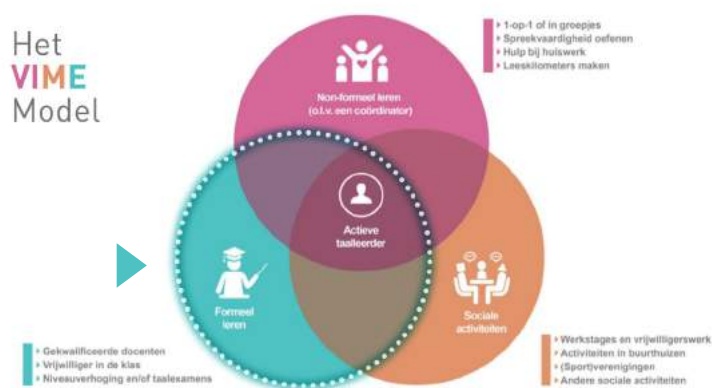 Het
VIME
Model
1-op-1 of in groepjes
Spreekvaardigheid oefenen
Hulp bij huiswerk
Leeskilometers maken
Non-formeel leren
(o.l.v. een coördinator)
Actieve
taalleerder
Formeel
leren
Sociale
activiteiten
Gekwalificeerde docenten
Vrijwilliger in de klas
Niveauverhoging en/of taalexamens
Werkstages en vrijwilligerswerk
Activiteiten in buurthuizen
(Sport)verenigingen
Andere sociale activiteiten